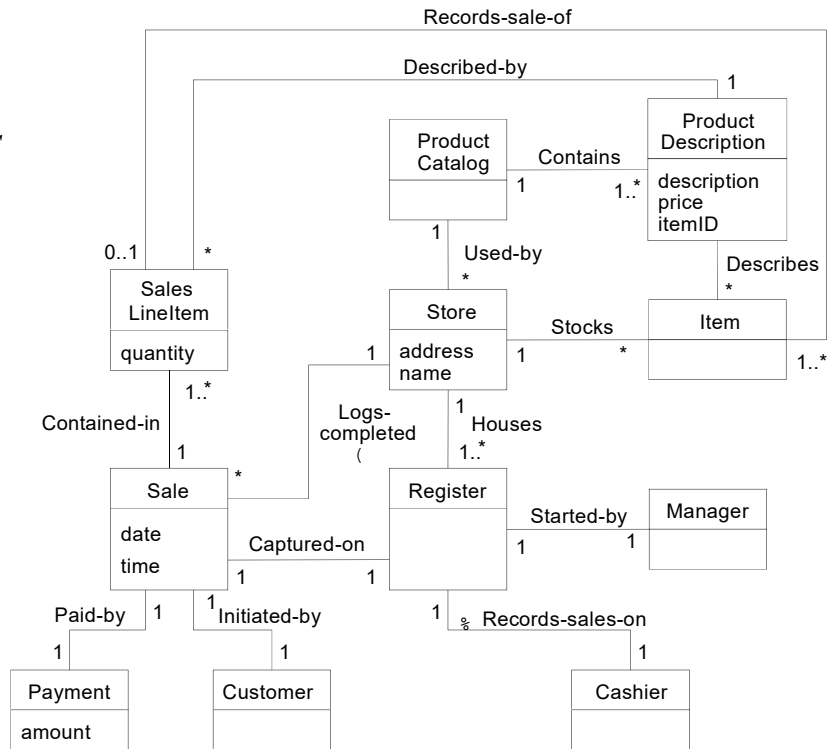 Records-sale-of
Described-by
1
Product
Description
description
price
itemID
Product
Catalog
Contains
1
1..*
1
Used-by
*
0..1
*
Describes
*
Sales
LineItem
quantity
1..*
Store
address
name
Stocks
1
*
Item
1..*
1
Contained-in
1
Logs-
completed
(
*
1
Houses
1..*
Sale
date
time
Register
Started-by
1
1
Manager
Captured-on
1
1
Paid-by
1
1
1
Initiated-by
1
1
% Records-sales-on
1
Payment
amount
Customer
Cashier